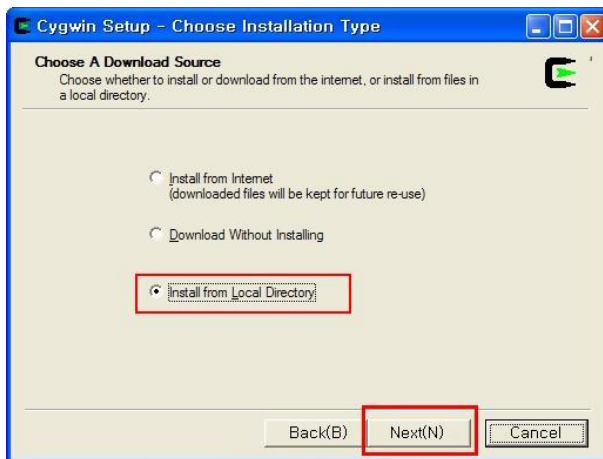 Cygwin Setup - Choose Installation Type
Choose A Download Source
Choose whether to install or download from the internet, or install from files in
a local directory.
Install from Internet
(downloaded files will be kept for future re-use)
Download Without Installing
Install from Local Directory
Back(B) Next(N) Cancel